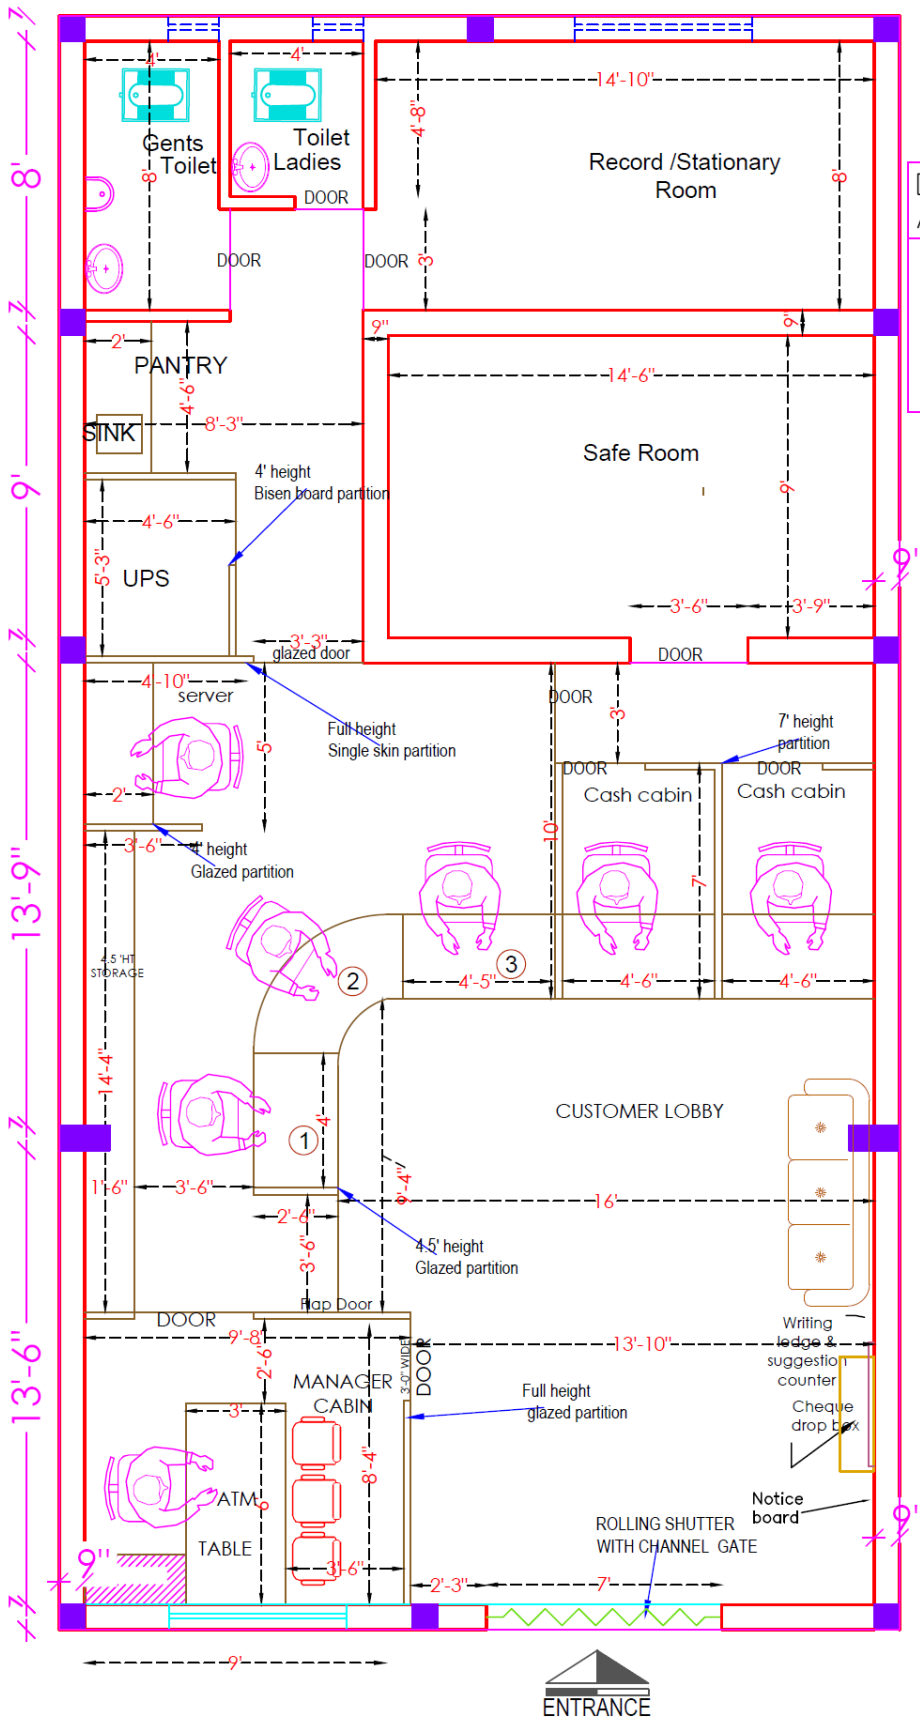 4'
4'
14'-10"
4'-8"
8'
Gents
Toilet
Toilet
Ladies
Record /Stationary
Room
8'
8'
DOOR
DOOR
DOOR
3'
9"
9"
2'
PANTRY
4'-6"
8'-3"
SINK
14'-6"
Safe Room
4' height
Bisen board partition
9'
9'
4'-6"
5'-3"
UPS
9"
3'-6"
3'-9"
3'-3"
glazed door
DOOR
4'-10"
server
DOOR
3'
7' height
partition
Full height
Single skin partition
5'
DOOR
DOOR
2'
Cash cabin
Cash cabin
10'
3'-6"
4' height
Glazed partition
7'
13'-9"
4.5 'HT
STORAGE
2
3
4'-5"
4'-6"
4'-6"
14'-4"
4'
1
CUSTOMER LOBBY
9'-4"
1'-6"
3'-6"
2'-6"
16'
3'-6"
4.5' height
Glazed partition
Flap Door
DOOR
9'-8"
2'-6"
13'-10"
Writing
ledge &
suggestion
counter
3'-0" WIDE
DOOR
13'-6"
MANAGER
CABIN
3'
Full height
glazed partition
Cheque
drop box
8'-4"
ATM
TABLE
6'
Notice
board
9"
ROLLING SHUTTER
WITH CHANNEL GATE
9"
3'-6"
2'-3"
7'
9'
ENTRANCE